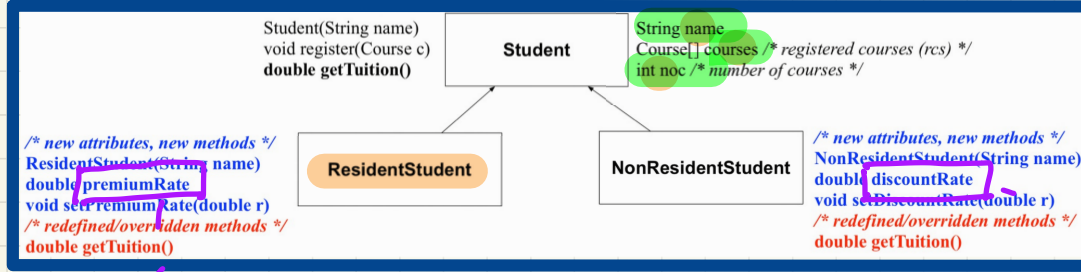 Student(String name)
void register(Course c)
double getTuition()
Student
String name
Course[] courses /* registered courses (rcs) */
int noc /* number of courses */
/* new attributes, new methods */
ResidentStudent(String name)
double premiumRate
void setPremiumRate(double r)
/* redefined/overridden methods */
double getTuition()
ResidentStudent
NonResidentStudent
/* new attributes, new methods */
NonResidentStudent(String name)
double discountRate
void setDiscountRate(double r)
/* redefined/overridden methods */
double getTuition()